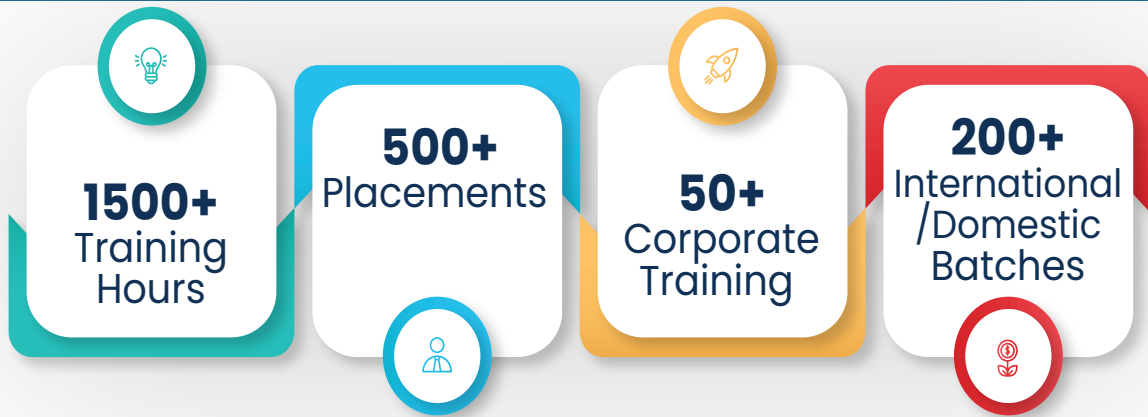 1500+
Training
Hours
500+
Placements
50+
Corporate
Training
200+
International
/Domestic
Batches